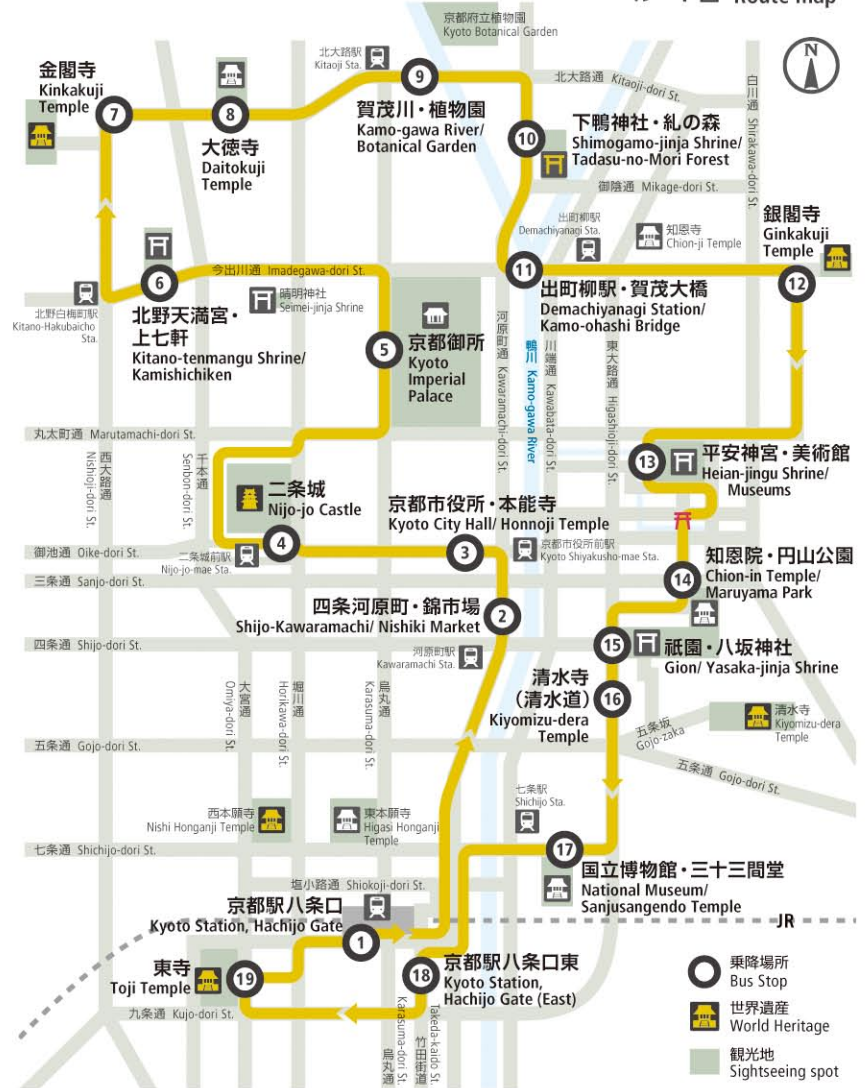 京都府立植物園
Kyoto Botanical Garden
N
北大路駅
Kitaoji Sta.
金閣寺
Kinkakuji
Temple
7
8
大徳寺
Daitokuji
Temple
9
賀茂川・植物園
Kamo-gawa River/
Botanical Garden
北大路通 Kitaoji-dori St.
白川通 Shirakawa-dori St.
10
下鴨神社・糺の森
Shimogamo-jinja Shrine/
Tadasu-no-Mori Forest
御陰通 Mikage-dori St.
出町柳駅
Demachiyanagi Sta.
知恩寺
Chion-ji Temple
銀閣寺
Ginkakuji
Temple
12
11
出町柳駅・賀茂大橋
Demachiyanagi Station/
Kamo-ohashi Bridge
今出川通 Imadegawa-dori St.
6
北野天満宮・
上七軒
Kitano-tenmangu Shrine/
Kamishichiken
北野白梅町駅
Kitano-Hakubaicho
Sta.
晴明神社
Seimei-jinja Shrine
5
京都御所
Kyoto
Imperial
Palace
河原町通 Kawaramachi-dori St.
鴨川 Kamo-gawa River
川端通 Kawabata-dori St.
東大路通 Higashioji-dori St.
丸太町通 Marutamachi-dori St.
西大路通
Nishioji-dori St.
千本通
Senbon-dori St.
13
平安神宮・美術館
Heian-jingu Shrine/
Museums
二条城
Nijo-jo Castle
4
京都市役所・本能寺
Kyoto City Hall/ Honnoji Temple
3
御池通 Oike-dori St.
二条城前駅
Nijo-jo-mae Sta.
京都市役所前駅
Kyoto Shiyakusho-mae Sta.
三条通 Sanjo-dori St.
14
知恩院・円山公園
Chion-in Temple/
Maruyama Park
四条河原町・錦市場
Shijo-Kawaramachi/ Nishiki Market
2
四条通 Shijo-dori St.
河原町駅
Kawaramachi Sta.
15
祇園・八坂神社
Gion/ Yasaka-jinja Shrine
清水寺
(清水道)
Kiyomizu-dera
Temple
16
大宮通
Omiya-dori St.
堀川通
Horikawa-dori St.
烏丸通
Karasuma-dori St.
清水寺
Kiyomizu-dera
Temple
五条坂
Gojo-zaka
五条通 Gojo-dori St.
五条通 Gojo-dori St.
西本願寺
Nishi Honganji Temple
東本願寺
Higasi Honganji
Temple
七条駅
Shichijo Sta.
七条通 Shichijo-dori St.
17
国立博物館・三十三間堂
National Museum/
Sanjusangendo Temple
塩小路通 Shiokoji-dori St.
京都駅八条口
Kyoto Station, Hachijo Gate
1
JR
東寺
Toji Temple
19
18
京都駅八条口東
Kyoto Station,
Hachijo Gate (East)
九条通 Kujo-dori St.
Karasuma-dori St.
烏丸通
Takeda-kaido St.
竹田街道
乗降場所
Bus Stop
世界遺産
World Heritage
観光地
Sightseeing spot